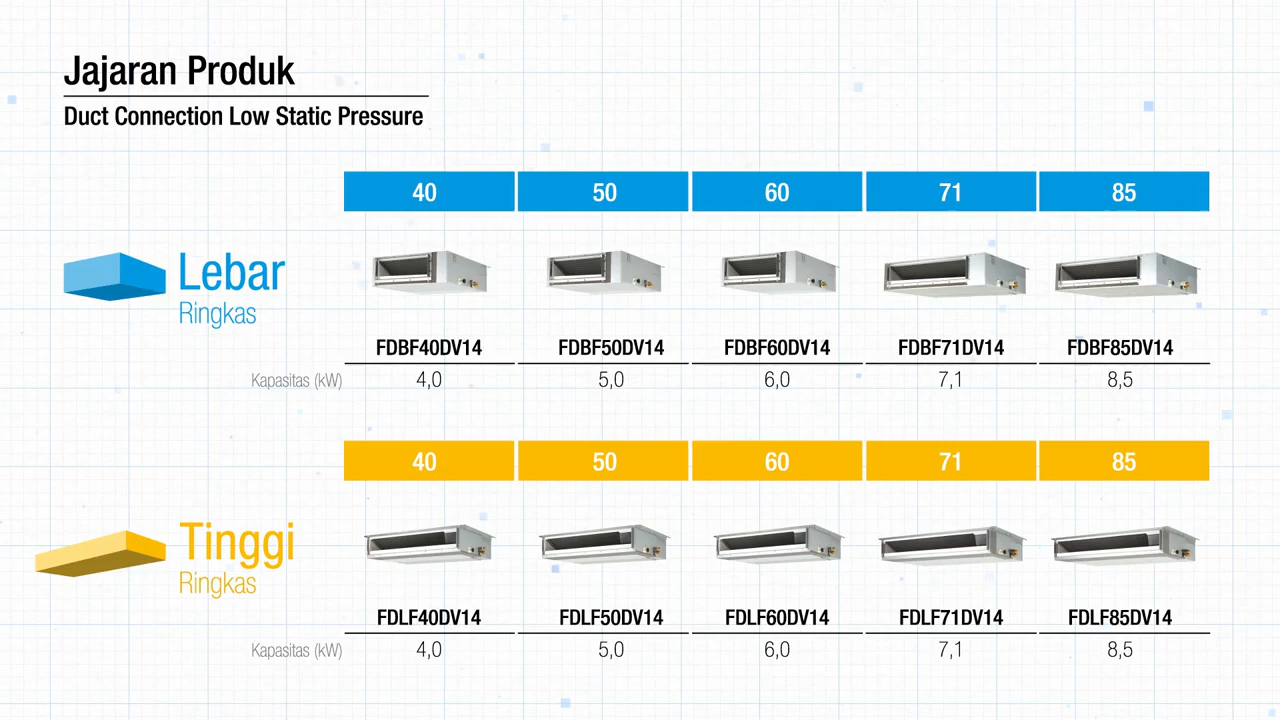 Jajaran Produk
Duct Connection Low Static Pressure
40 50 60 71 85
Lebar
Ringkas
FDBF40DV14 FDBF50DV14 FDBF60DV14 FDBF71DV14 FDBF85DV14
Kapasitas (kW) 4,0 5,0 6,0 7,1 8,5
40 50 60 71 85
Tinggi
Ringkas
FDLF40DV14 FDLF50DV14 FDLF60DV14 FDLF71DV14 FDLF85DV14
Kapasitas (kW) 4,0 5,0 6,0 7,1 8,5